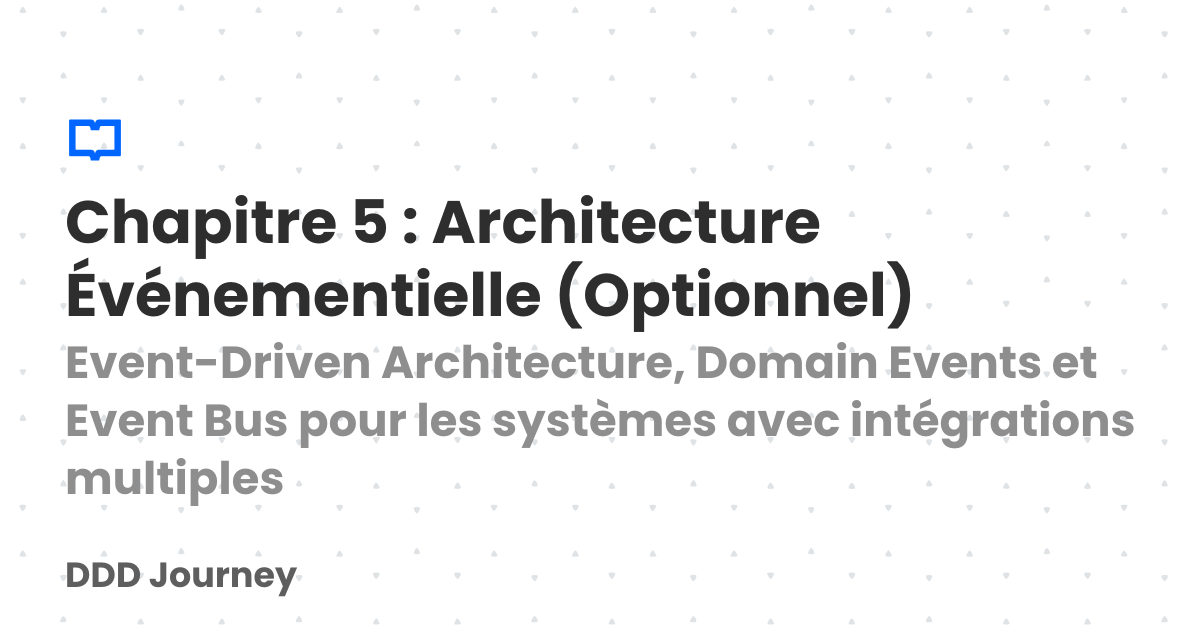 Chapitre 5 : Architecture
Événementielle (Optionnel)
Event-Driven Architecture, Domain Events et
Event Bus pour les systèmes avec intégrations
multiples
DDD Journey